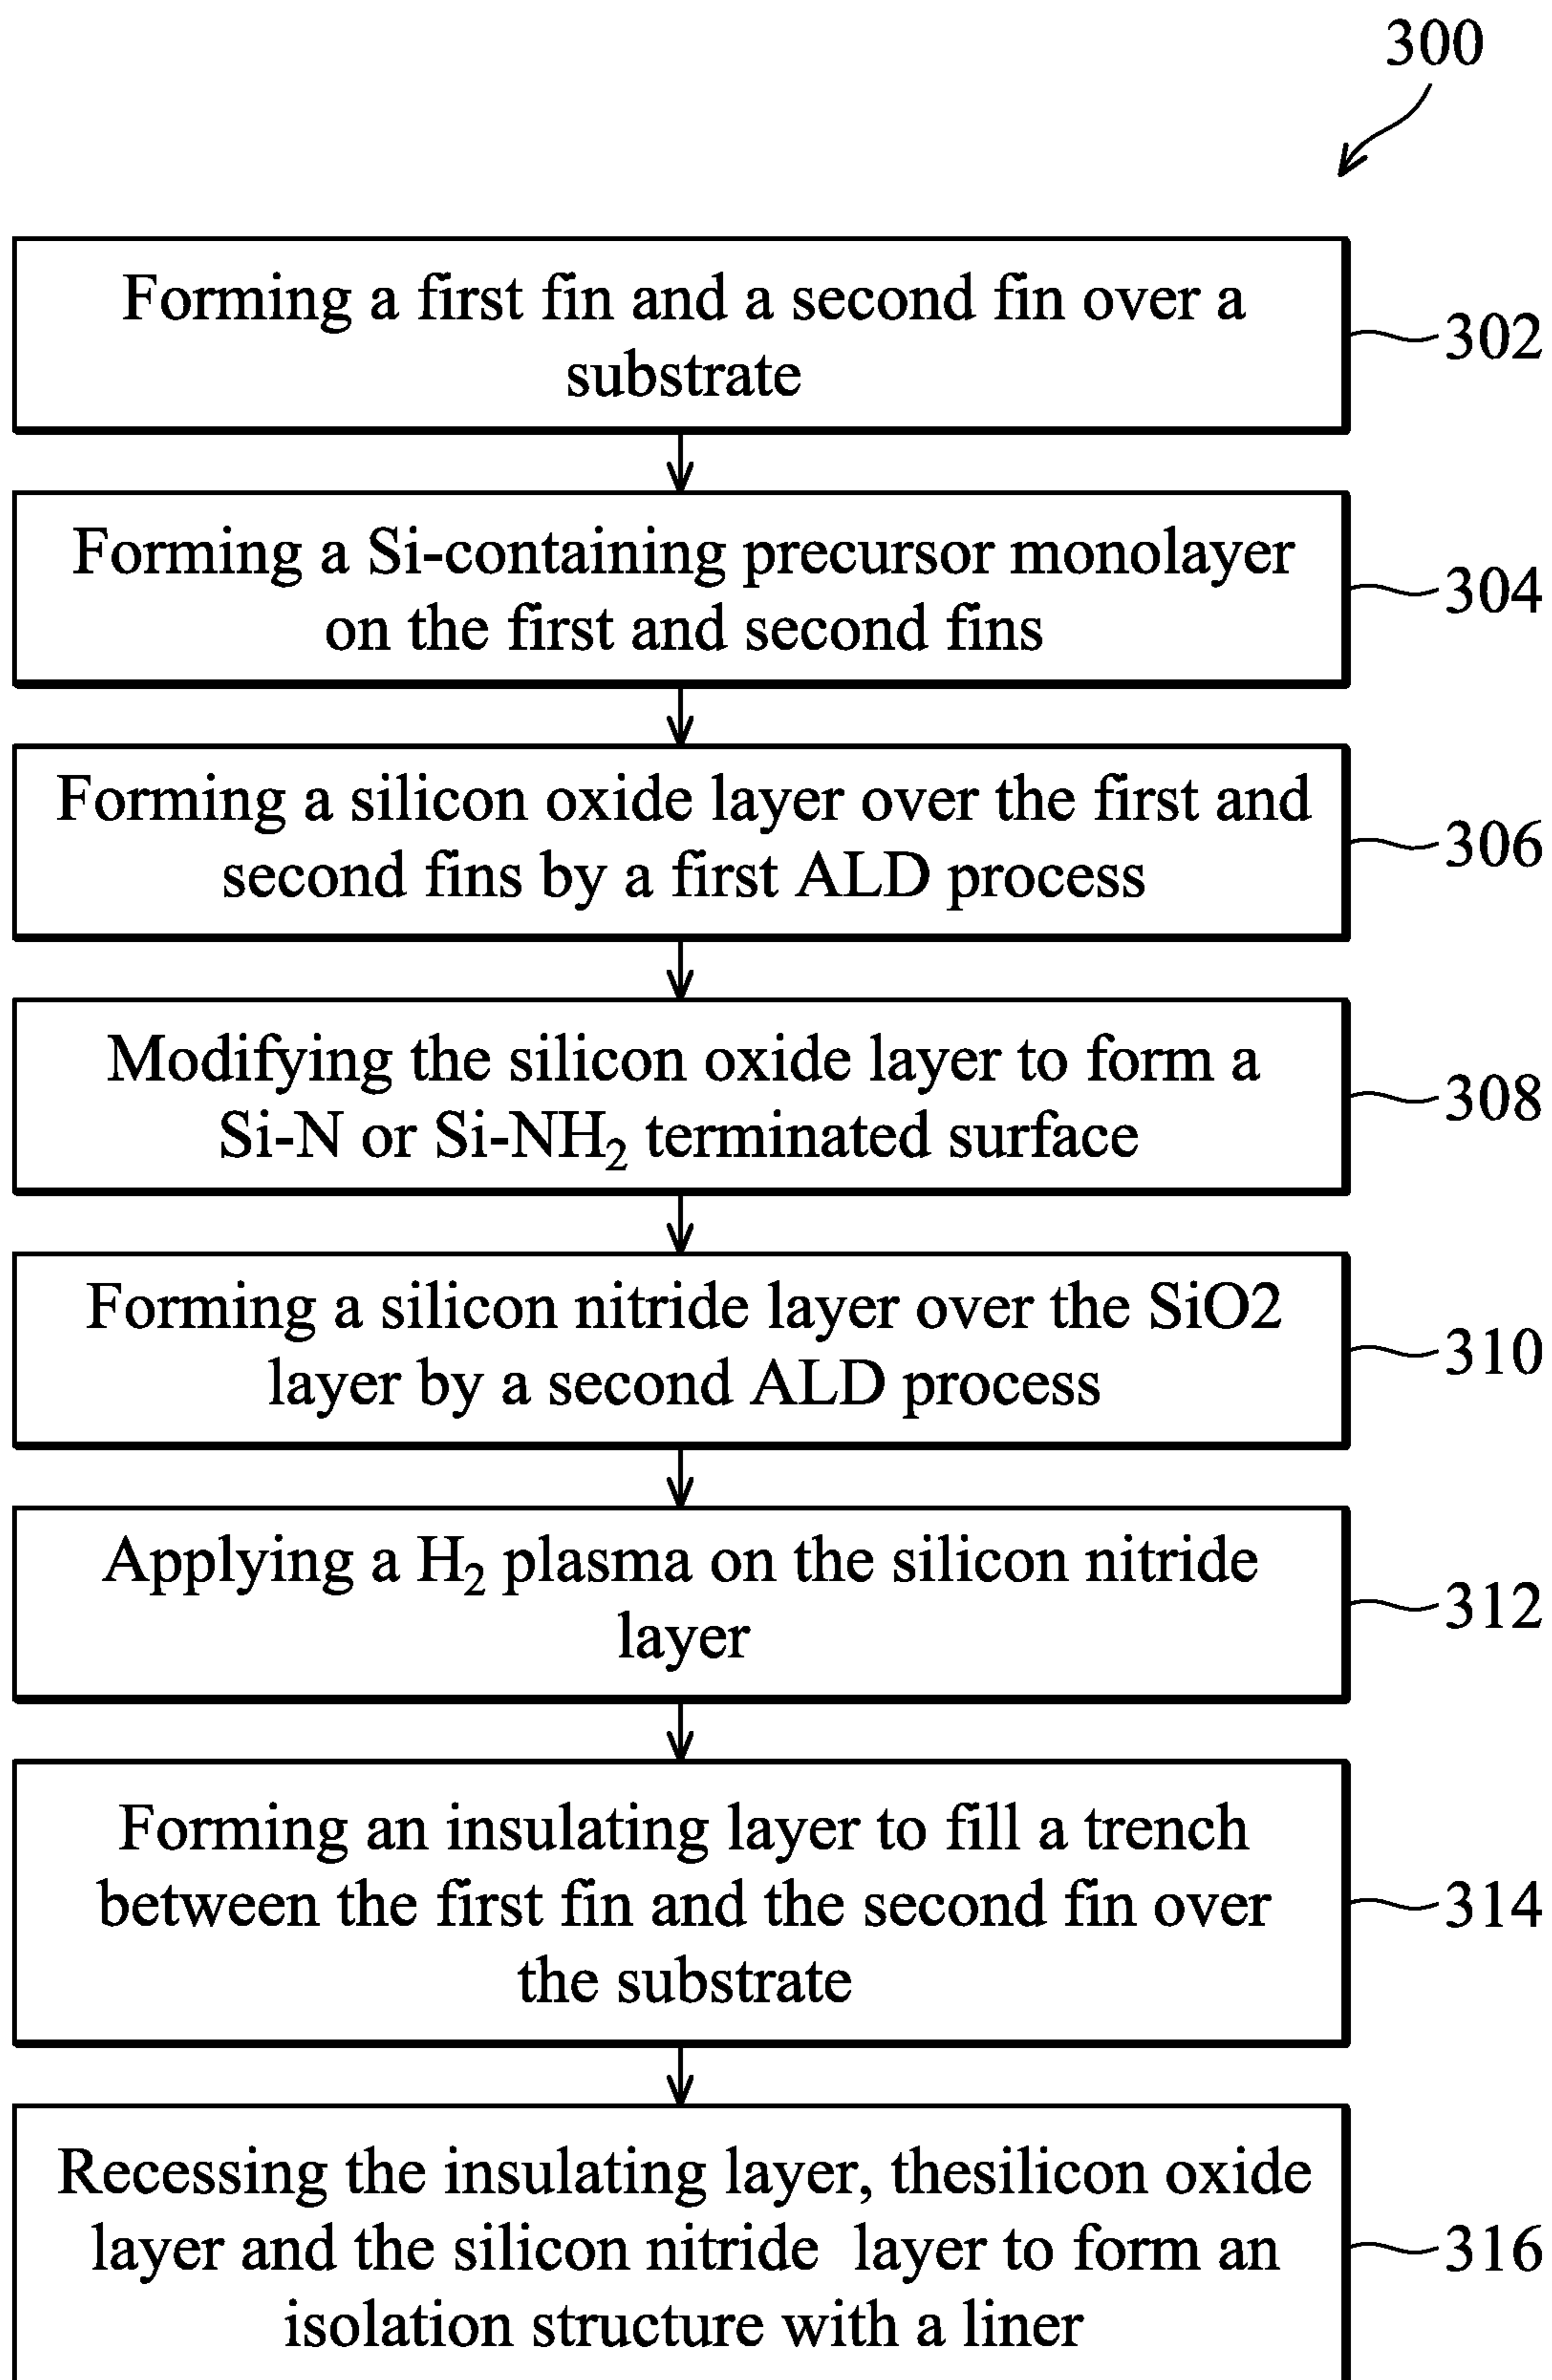 300
Forming a first fin and a second fin over a
substrate
302
Forming a Si-containing precursor monolayer
on the first and second fins
304
Forming a silicon oxide layer over the first and
second fins by a first ALD process
306
Modifying the silicon oxide layer to form a
Si-N or Si-NH₂ terminated surface
308
Forming a silicon nitride layer over the SiO2
layer by a second ALD process
310
Applying a H₂ plasma on the silicon nitride
layer
312
Forming an insulating layer to fill a trench
between the first fin and the second fin over
the substrate
314
Recessing the insulating layer, thesilicon oxide
layer and the silicon nitride  layer to form an
isolation structure with a liner
316